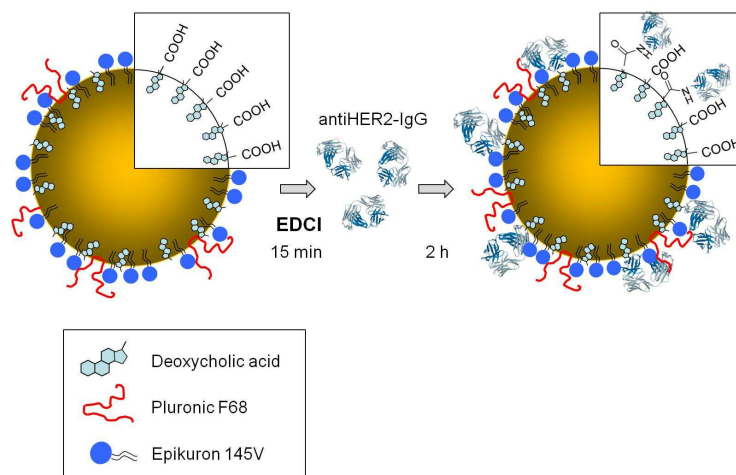 COOH
COOH
COOH
COOH
COOH
antiHER2-IgG
EDCI
15 min
2 h
O
N
H
COOH
O
N
H
COOH
COOH
Deoxycholic acid
Pluronic F68
Epikuron 145V